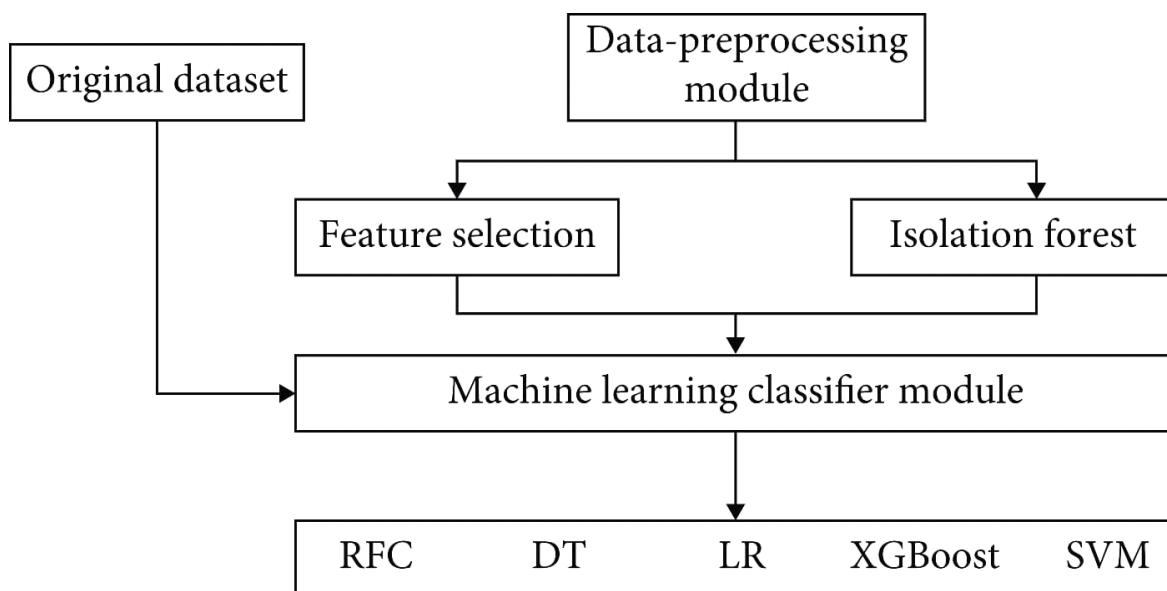 Original dataset
Data-preprocessing
module
Feature selection
Isolation forest
Machine learning classifier module
RFC DT LR XGBoost SVM